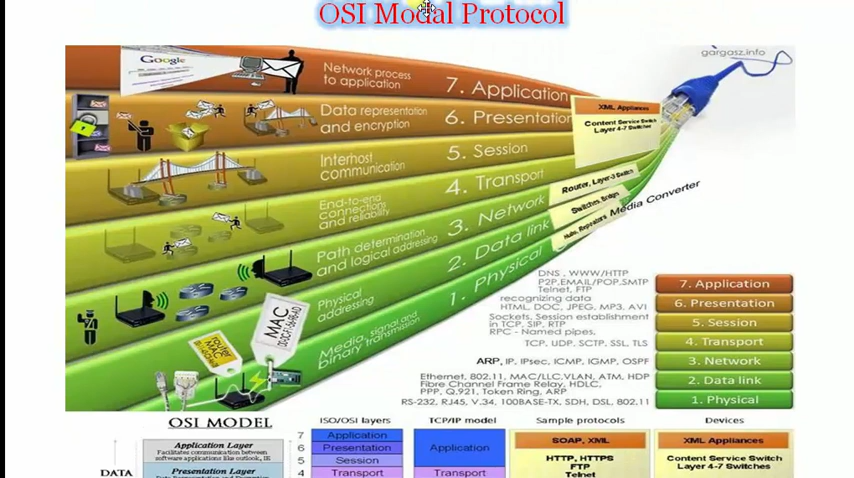 OSI Modal Protocol
gargasz.info
Google
Network process
to application
7. Application
Data representation
and encryption
6. Presentation
Interhost
communication
5. Session
End-to-end
connections
and reliability
4. Transport
Path determination
and logical addressing
3. Network
Physical
addressing
2. Data link
Media, signal and
binary transmission
1. Physical
XML Appliances
Content Service Switch
Layer 4-7 Switches
Router, Layer-3 Switch
Switches, Bridges
Hubs, Repeaters
Media Converter
MAC
router
MAC
DNS , WWW/HTTP
P2P,EMAIL/POP,SMTP
Telnet, FTP
7. Application
recognizing data
HTML, DOC, JPEG, MP3, AVI
6. Presentation
Sockets, Session establishment
in TCP, SIP, RTP
RPC - Named pipes,
5. Session
TCP, UDP, SCTP, SSL, TLS
4. Transport
ARP, IP, IPsec, ICMP, IGMP, OSPF
3. Network
Ethernet, 802.11, MAC/LLC,VLAN, ATM, HDP
Fibre Channel Frame Relay, HDLC,
PPP, Q.921, Token Ring, ARP
2. Data link
RS-232, RJ45, V.34, 100BASE-TX, SDH, DSL, 802.11
1. Physical
OSI MODEL
ISO/OSI layers
TCP/IP model
Sample protocols
Devices
Application Layer
Facilitates communication between
software applications like outlook, IE
Presentation Layer
DATA
7
Application
6
Presentation
5
Session
4
Transport
Application
Transport
SOAP, XML
HTTP, HTTPS
FTP
Telnet
XML Appliances
Content Service Switch
Layer 4-7 Switches